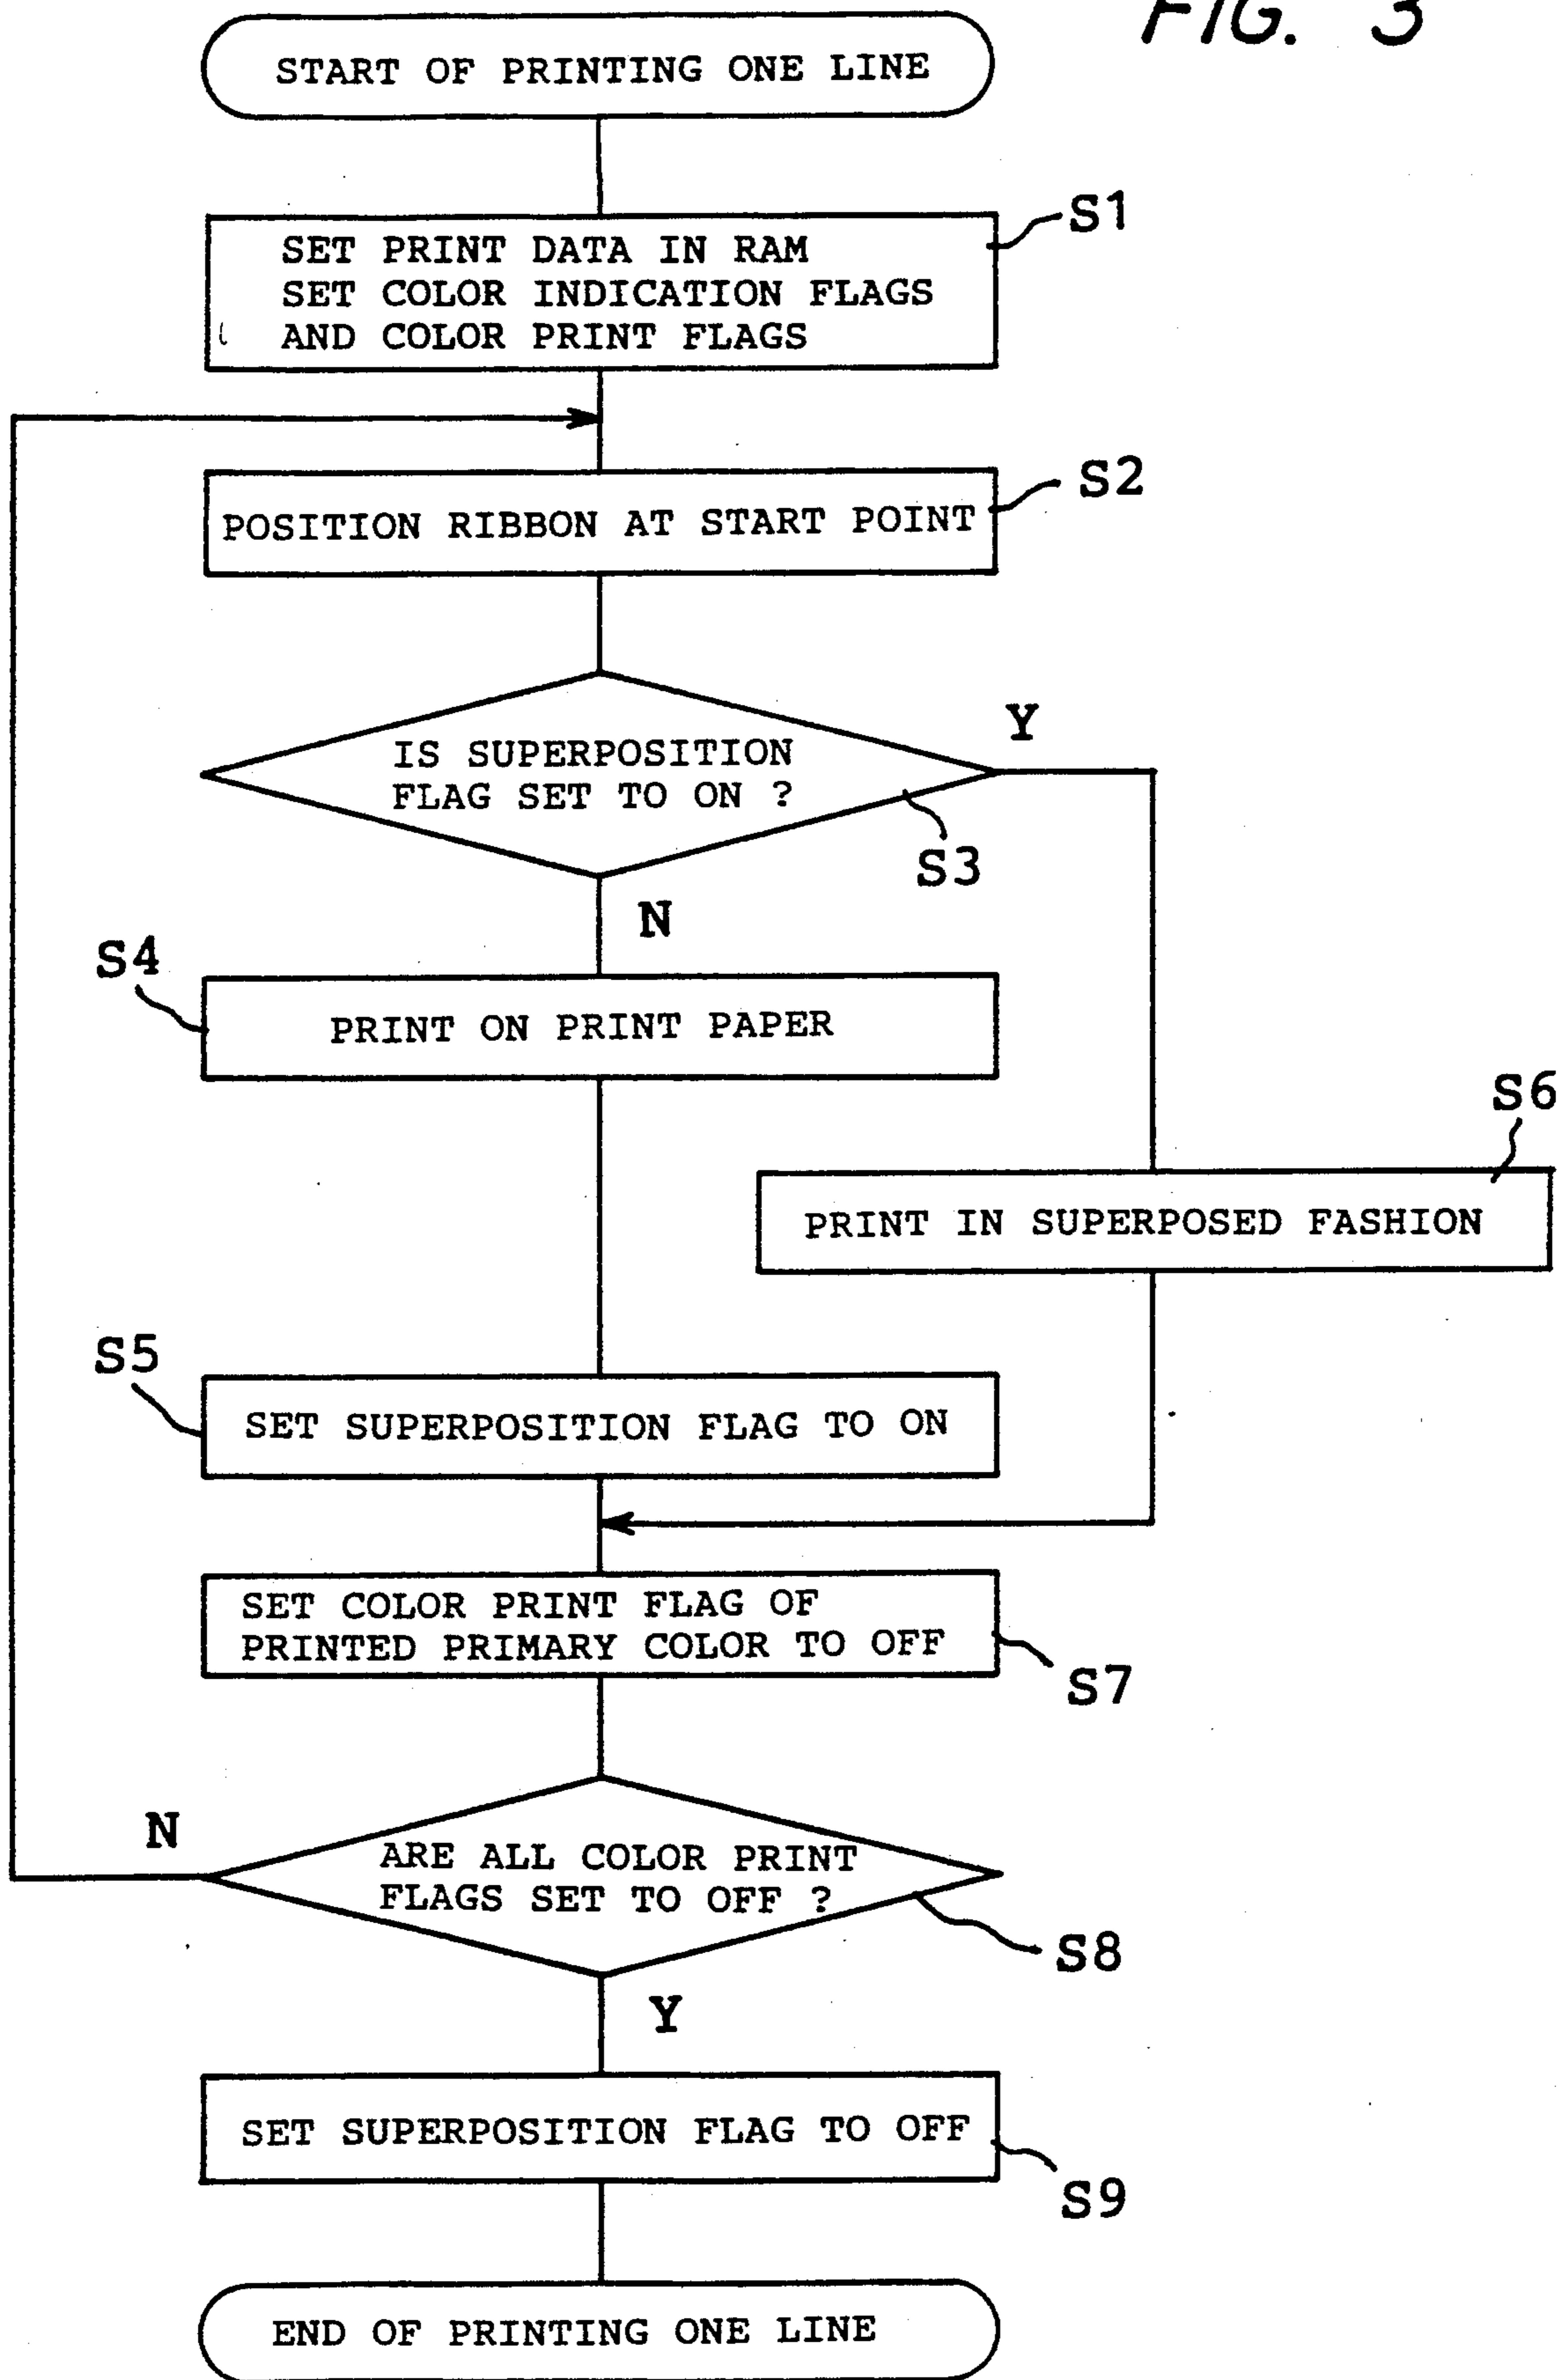 FIG. 3
START OF PRINTING ONE LINE
S1
SET PRINT DATA IN RAM
SET COLOR INDICATION FLAGS
AND COLOR PRINT FLAGS
S2
POSITION RIBBON AT START POINT
Y
IS SUPERPOSITION
FLAG SET TO ON ?
S3
N
S4
PRINT ON PRINT PAPER
S6
PRINT IN SUPERPOSED FASHION
S5
SET SUPERPOSITION FLAG TO ON
SET COLOR PRINT FLAG OF
PRINTED PRIMARY COLOR TO OFF
S7
N
ARE ALL COLOR PRINT
FLAGS SET TO OFF ?
S8
Y
SET SUPERPOSITION FLAG TO OFF
S9
END OF PRINTING ONE LINE